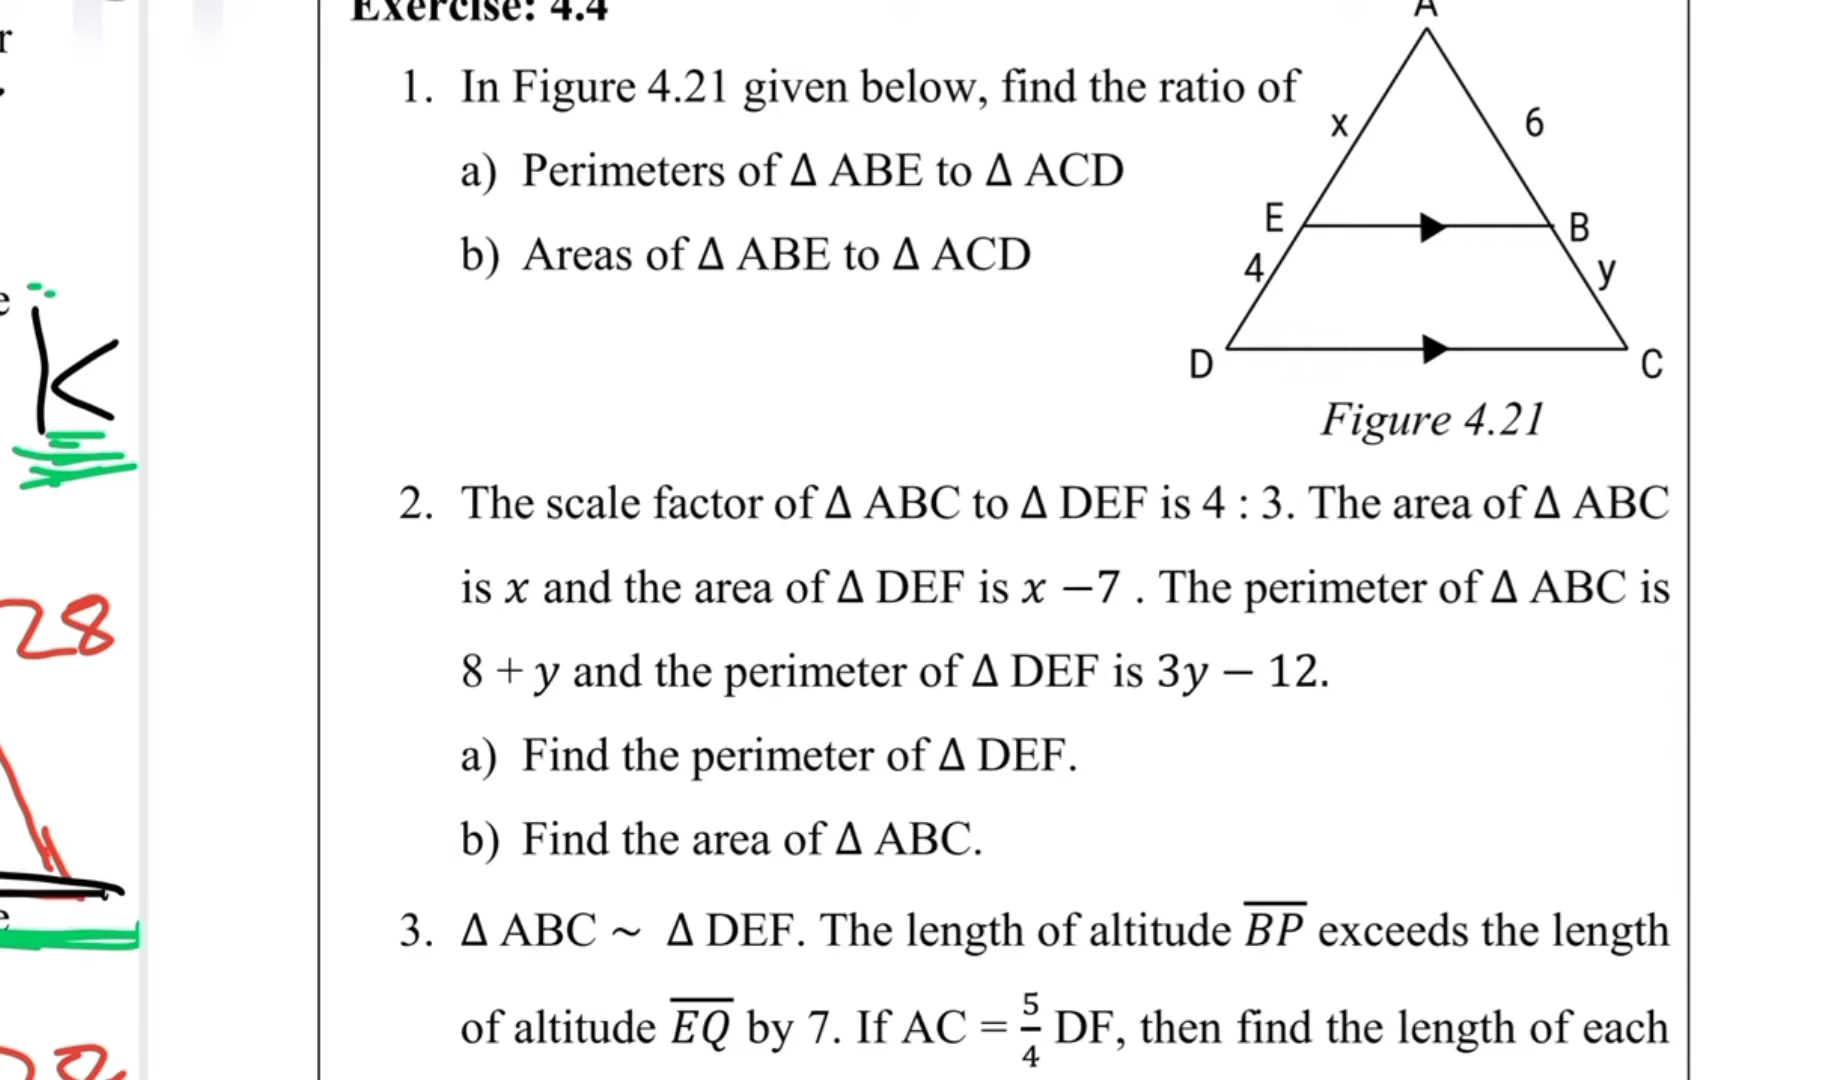 Exercise: 4.4
1. In Figure 4.21 given below, find the ratio of
a) Perimeters of Δ ABE to Δ ACD
b) Areas of Δ ABE to Δ ACD
A
x
6
E
B
4
y
D
C
Figure 4.21
2. The scale factor of Δ ABC to Δ DEF is 4 : 3. The area of Δ ABC
is x and the area of Δ DEF is x −7 . The perimeter of Δ ABC is
8 + y and the perimeter of Δ DEF is 3y − 12.
a) Find the perimeter of Δ DEF.
b) Find the area of Δ ABC.
3. Δ ABC ~ Δ DEF. The length of altitude B̅P̅ exceeds the length
of altitude E̅Q̅ by 7. If AC = 5/4 DF, then find the length of each
r
e
k
28
e